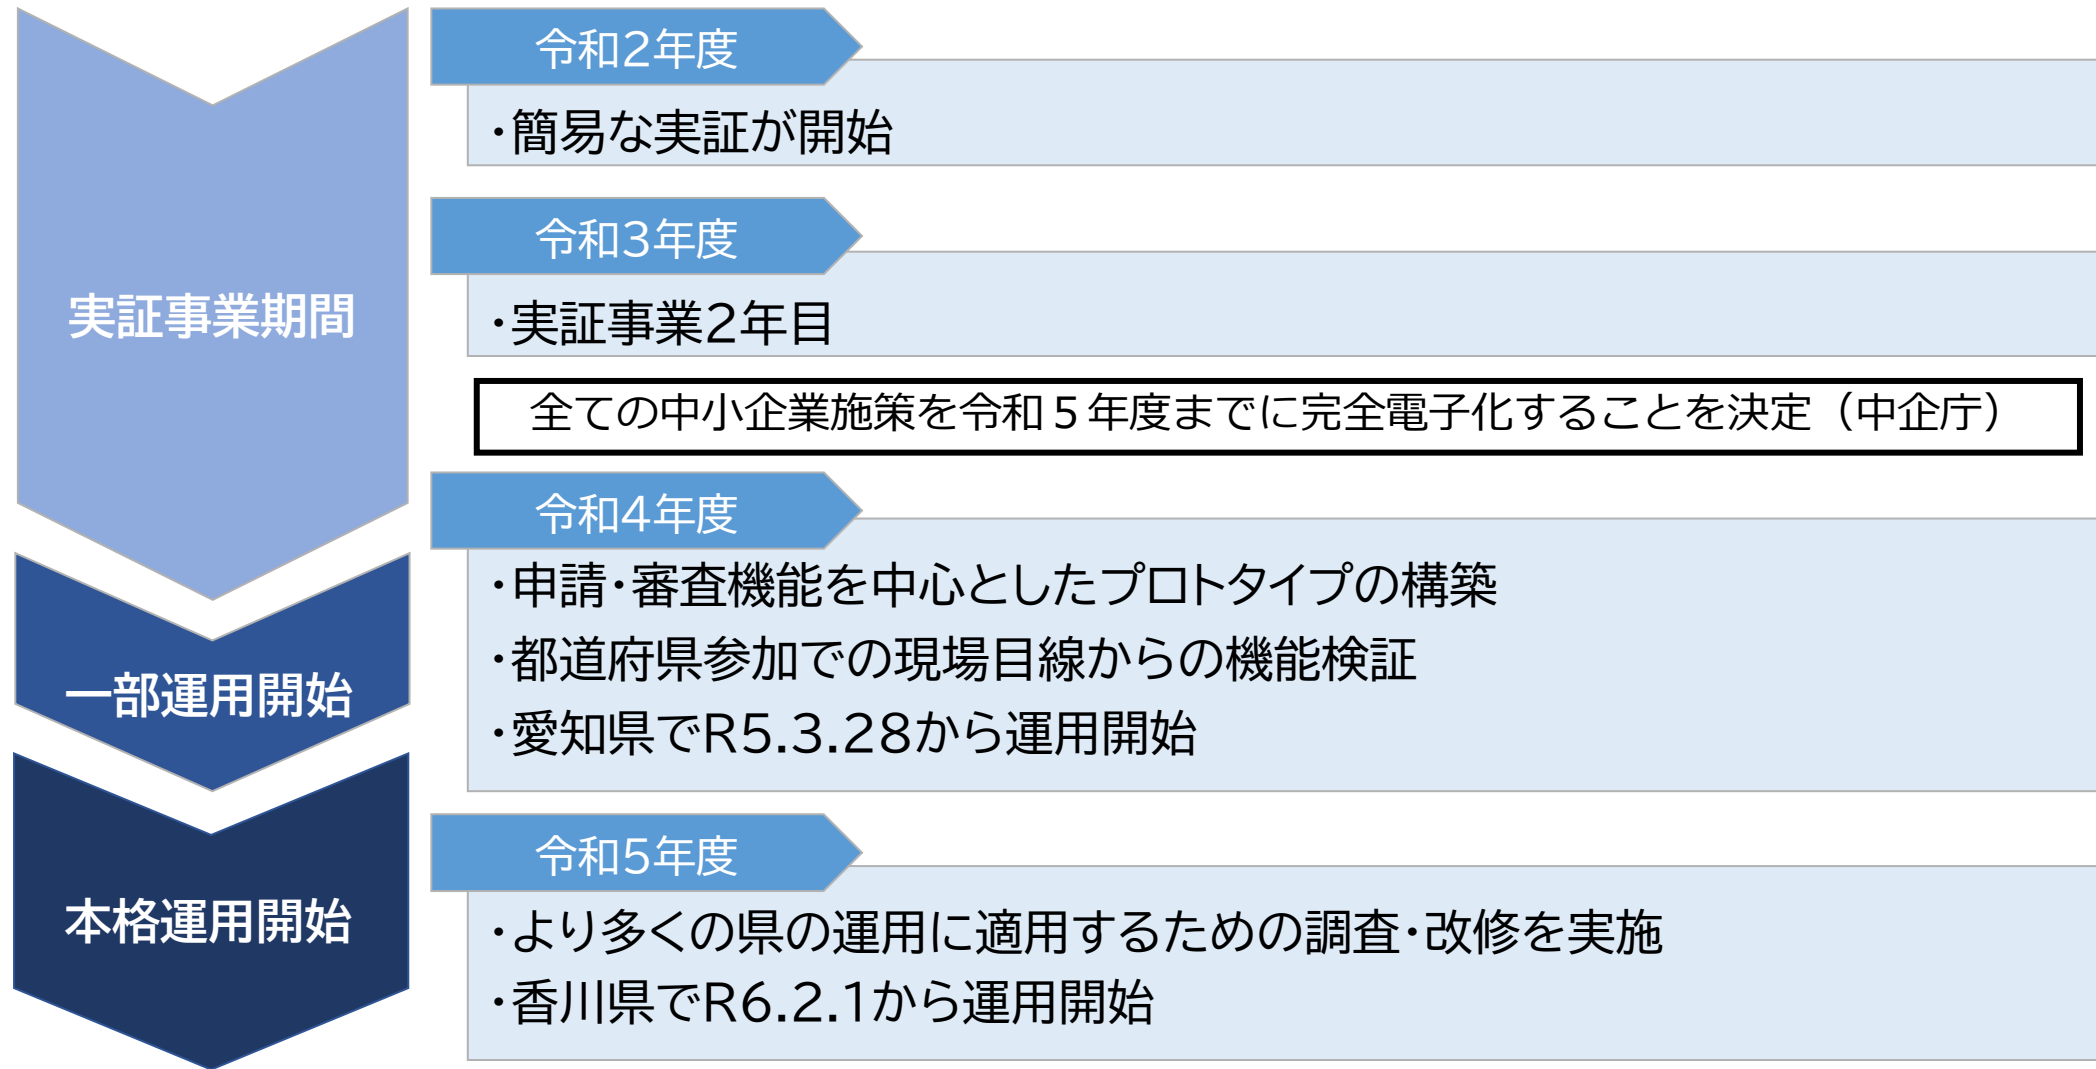 実証事業期間
令和2年度
・簡易な実証が開始
令和3年度
・実証事業2年目
全ての中小企業施策を令和５年度までに完全電子化することを決定（中企庁）
一部運用開始
令和4年度
・申請・審査機能を中心としたプロトタイプの構築
・都道府県参加での現場目線からの機能検証
・愛知県でR5.3.28から運用開始
本格運用開始
令和5年度
・より多くの県の運用に適用するための調査・改修を実施
・香川県でR6.2.1から運用開始